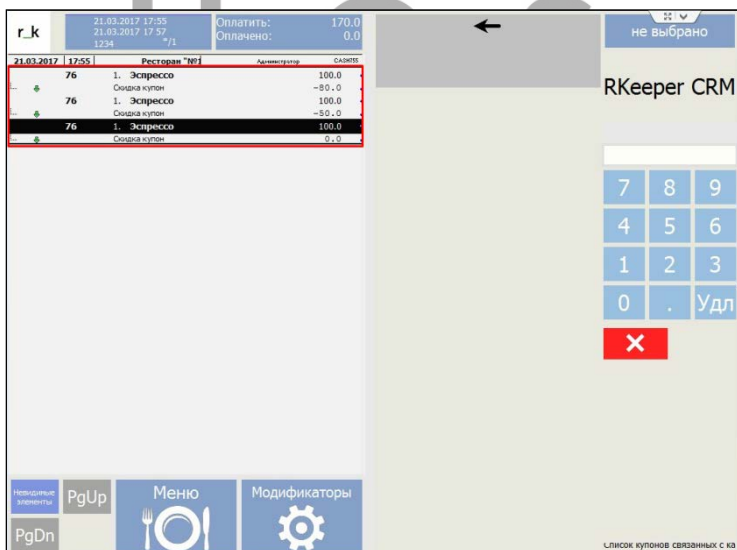 r_k
21.03.2017 17:55
21.03.2017 17 57
1234 */1
Оплатить: 170.0
Оплачено: 0.0
не выбрано
21.03.2017 17:55 Ресторан "№1 Администратор CASH755
76 1. Эспрессо 100.0
Скидка купон -80.0
76 1. Эспрессо 100.0
Скидка купон -50.0
76 1. Эспрессо 100.0
Скидка купон 0.0
RKeeper CRM
7 8 9
4 5 6
1 2 3
0 . Удл
Невидимые элементы
PgUp
Меню
Модификаторы
PgDn
Список купонов связанных с ка